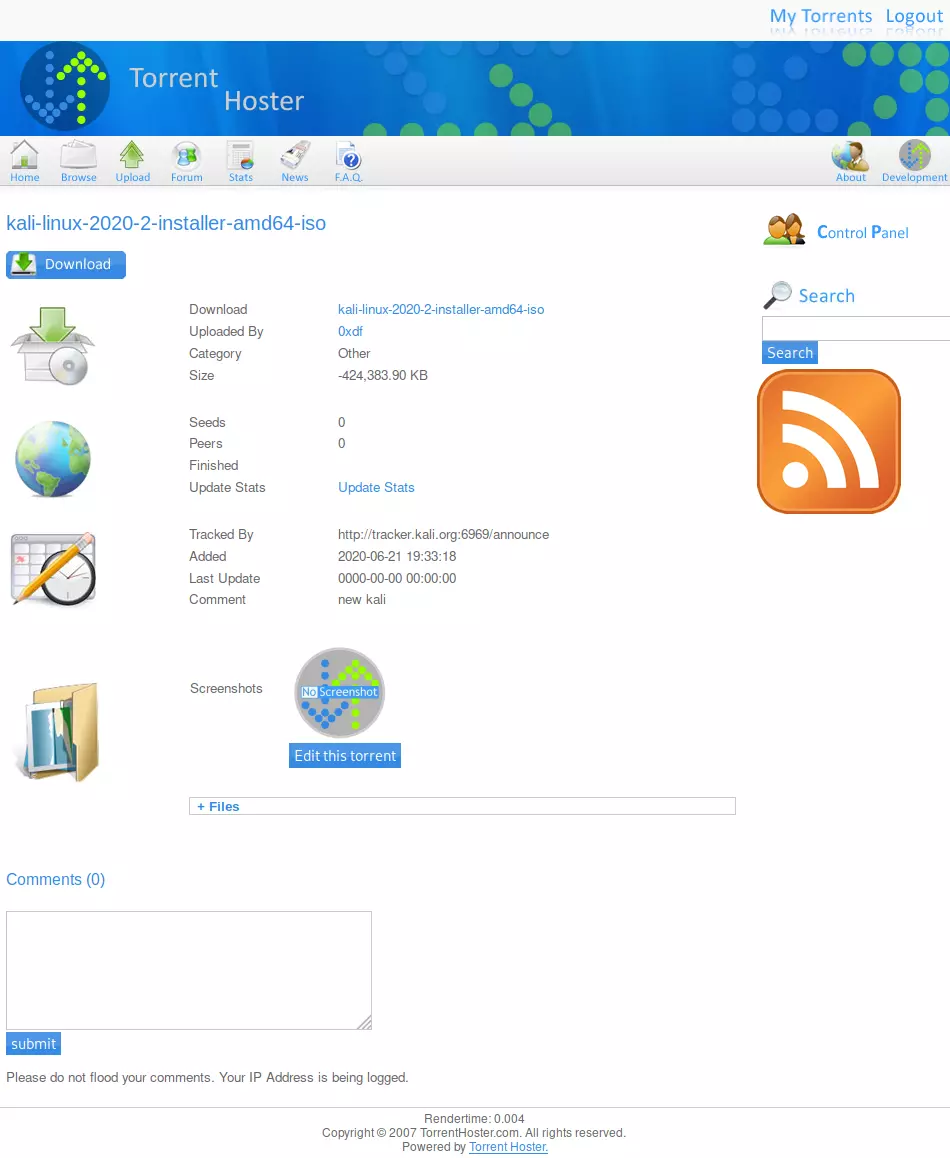 My Torrents Logout
Torrent
Hoster
Home Browse Upload Forum Stats News F.A.Q. About Development
kali-linux-2020-2-installer-amd64-iso
Control Panel
Download
Search
Download kali-linux-2020-2-installer-amd64-iso
Uploaded By 0xdf
Category Other
Search
Size -424,383.90 KB
Seeds 0
Peers 0
Finished
Update Stats Update Stats
Tracked By http://tracker.kali.org:6969/announce
Added 2020-06-21 19:33:18
Last Update 0000-00-00 00:00:00
Comment new kali
Screenshots No Screenshot
Edit this torrent
+ Files
Comments (0)
submit
Please do not flood your comments. Your IP Address is being logged.
Rendertime: 0.004
Copyright © 2007 TorrentHoster.com. All rights reserved.
Powered by Torrent Hoster.